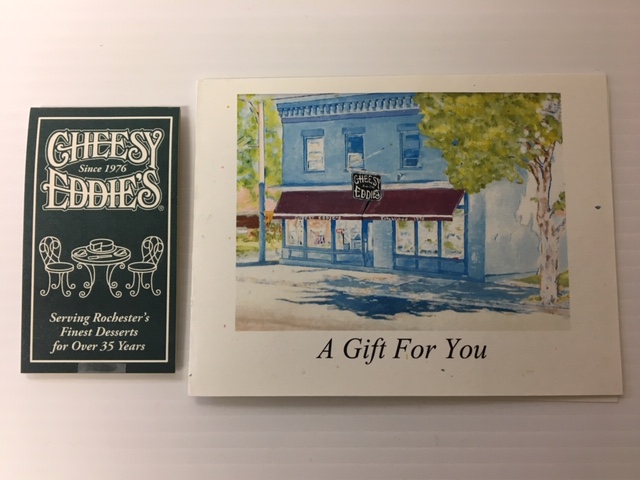 CHEESY
Since 1976
EDDIE'S®
Serving Rochester's
Finest Desserts
for Over 35 Years
CHEESY
EDDIE'S
A Gift For You